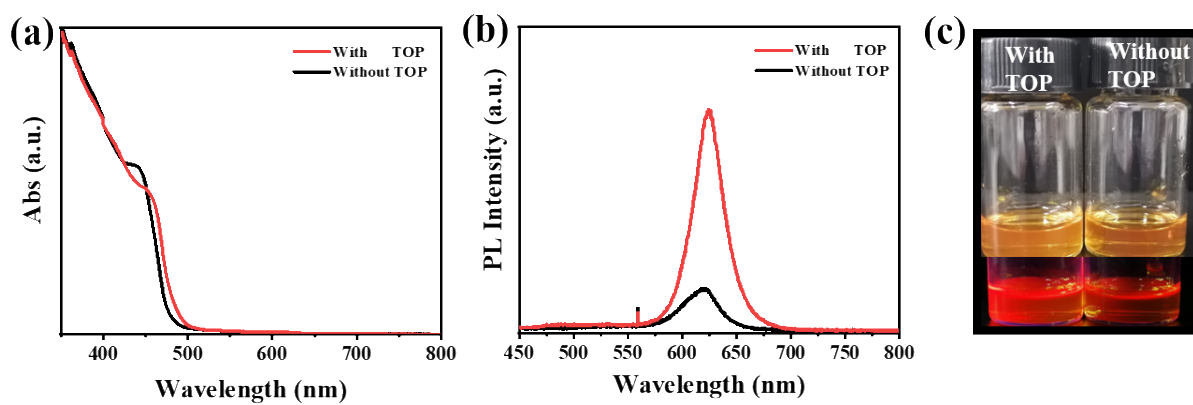 (a)
With TOP
Without TOP
Abs (a.u.)
400 500 600 700 800
Wavelength (nm)
(b)
With TOP
Without TOP
PL Intensity (a.u.)
450 500 550 600 650 700 750 800
Wavelength (nm)
(c)
With
TOP
Without
TOP